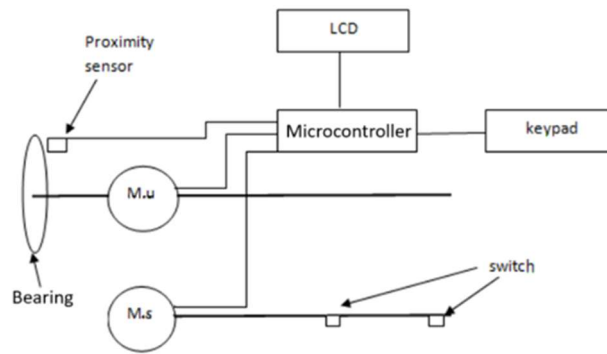 LCD
Proximity
sensor
Microcontroller
keypad
M.u
switch
Bearing
M.s